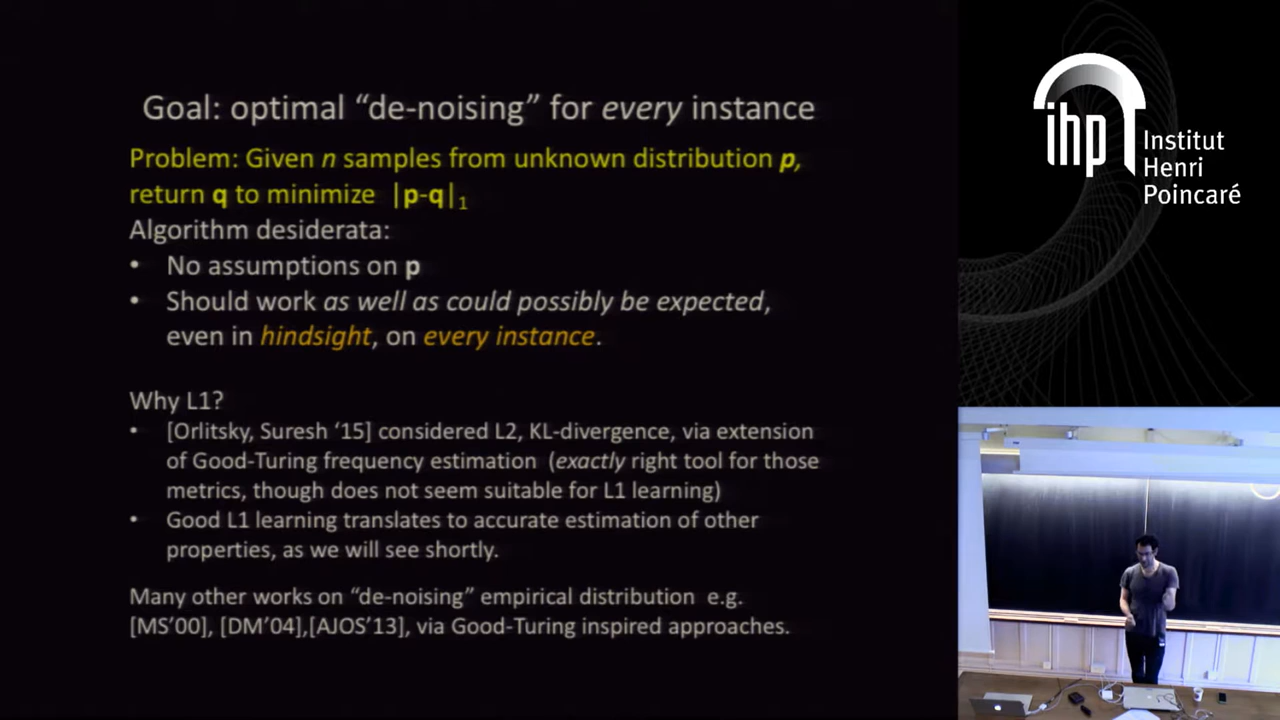 Goal: optimal “de-noising” for every instance
Problem: Given n samples from unknown distribution p,
return q to minimize |p-q|₁
Algorithm desiderata:
• No assumptions on p
• Should work as well as could possibly be expected,
even in hindsight, on every instance.
Why L1?
• [Orlitsky, Suresh ‘15] considered L2, KL-divergence, via extension
of Good-Turing frequency estimation (exactly right tool for those
metrics, though does not seem suitable for L1 learning)
• Good L1 learning translates to accurate estimation of other
properties, as we will see shortly.
Many other works on “de-noising” empirical distribution e.g.
[MS’00], [DM’04],[AJOS’13], via Good-Turing inspired approaches.
ihp
Institut
Henri
Poincaré